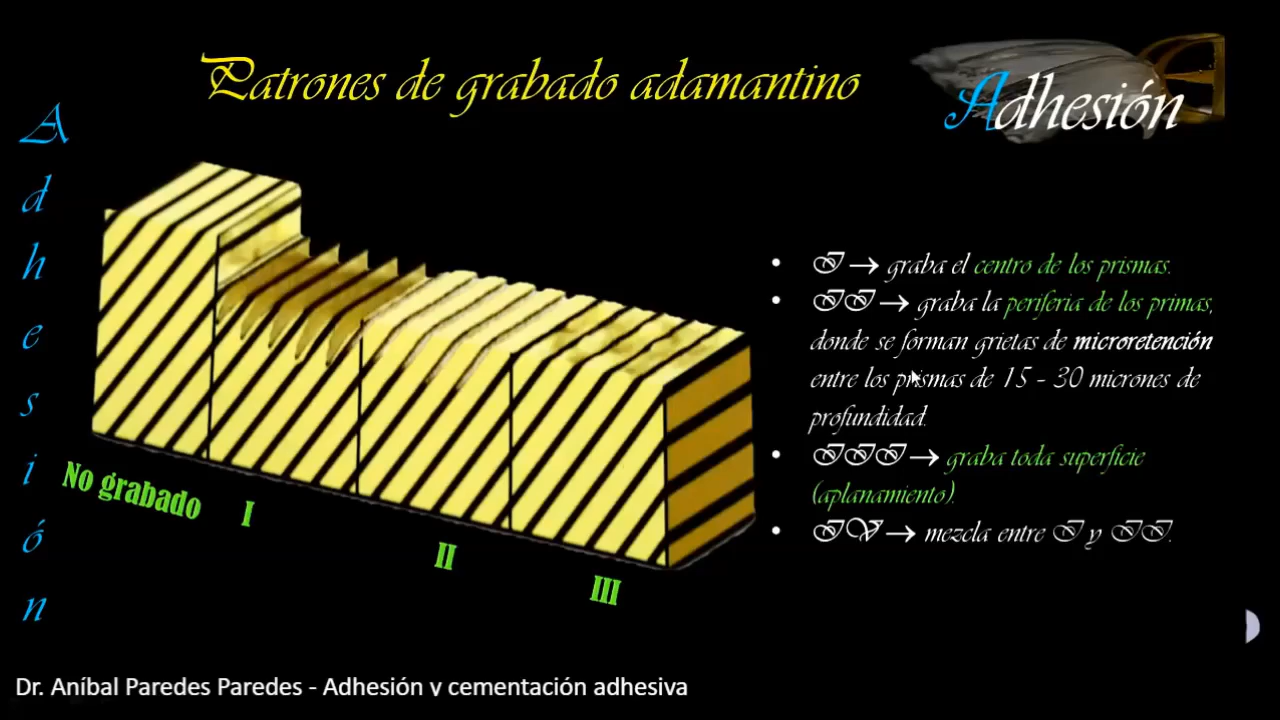 Patrones de grabado adamantino
Adhesión
Adhesión
• I → graba el centro de los prismas.
• II → graba la periferia de los primas,
donde se forman grietas de microretención
entre los prismas de 15 - 30 micrones de
profundidad.
• III → graba toda superficie
(aplanamiento).
• IV → mezcla entre I y II.
No grabado
I
II
III
Dr. Aníbal Paredes Paredes - Adhesión y cementación adhesiva